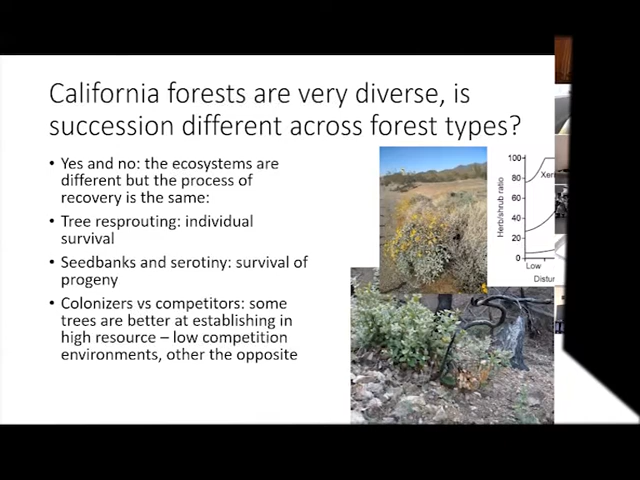 California forests are very diverse, is
succession different across forest types?
• Yes and no: the ecosystems are
different but the process of
recovery is the same:
• Tree resprouting: individual
survival
• Seedbanks and serotiny: survival of
progeny
• Colonizers vs competitors: some
trees are better at establishing in
high resource – low competition
environments, other the opposite
Herb/shrub ratio
100
80
60
40
20
0
Low